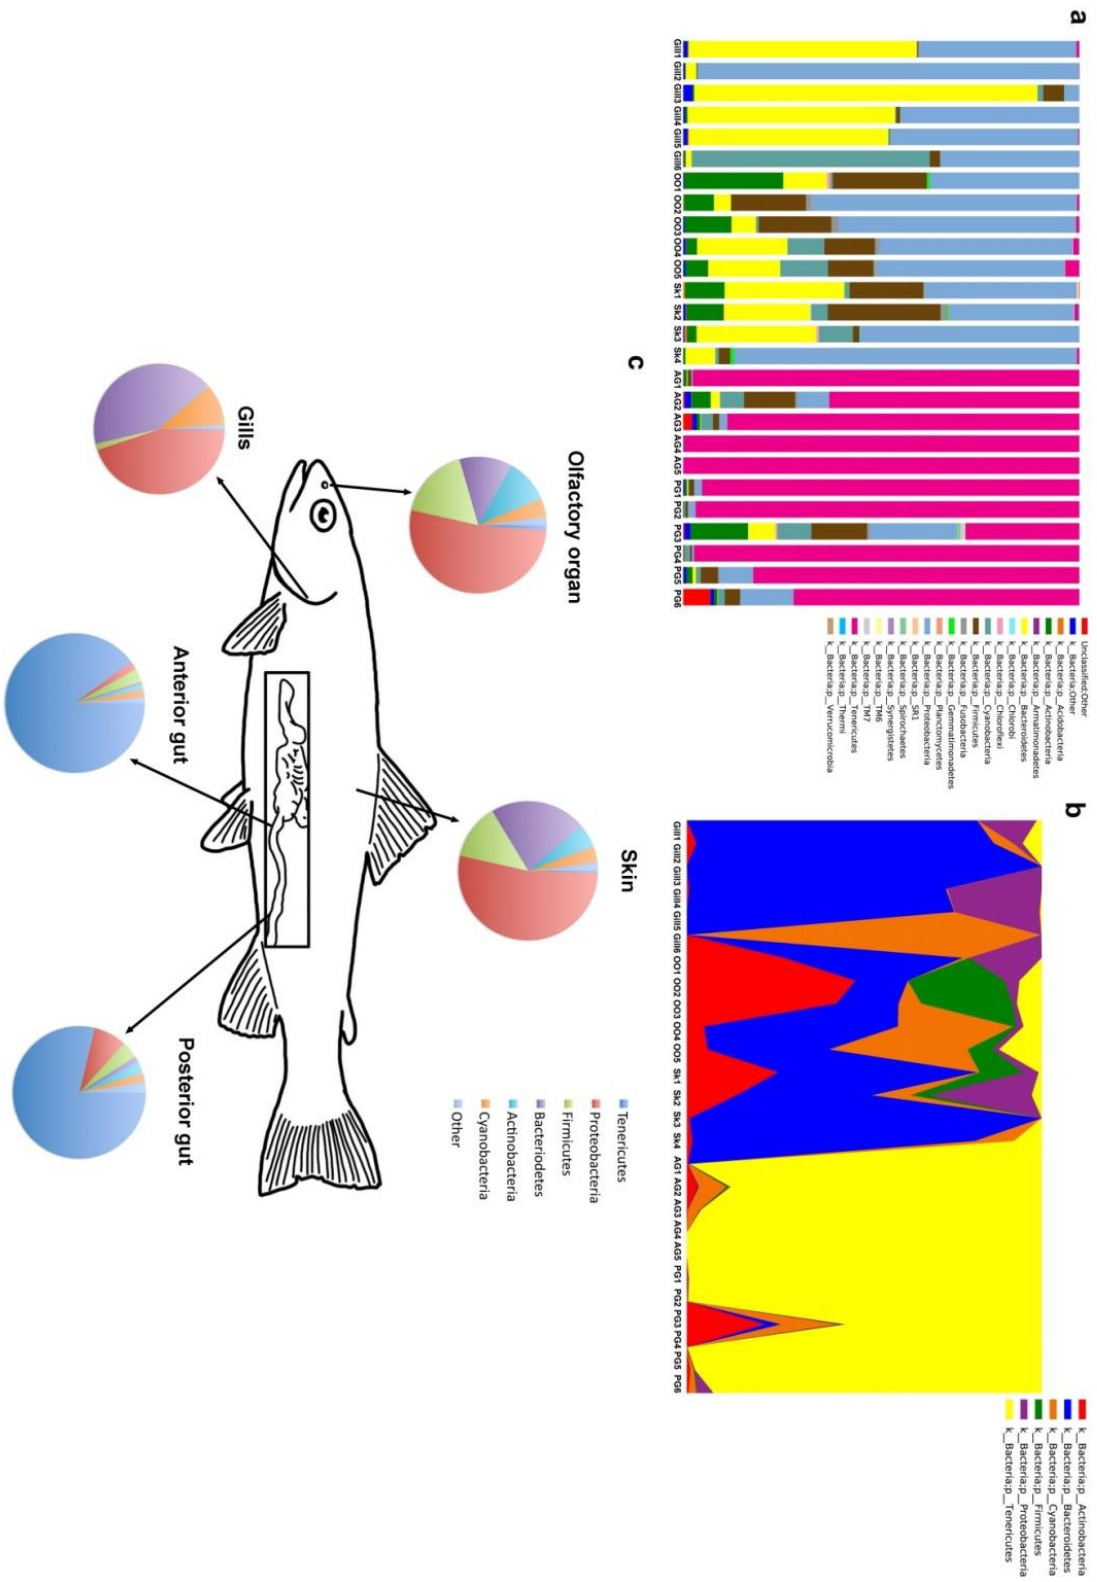 a
Gill1
Gill2
Gill3
Gill4
Gill5
Gill6
OO1
OO2
OO3
OO4
OO5
Sk1
Sk2
Sk3
Sk4
AG1
AG2
AG3
AG4
AG5
PG1
PG2
PG3
PG4
PG5
PG6
Unclassified;Other
k__Bacteria;Other
k__Bacteria;p__Acidobacteria
k__Bacteria;p__Actinobacteria
k__Bacteria;p__Armatimonadetes
k__Bacteria;p__Bacteroidetes
k__Bacteria;p__Chlorobi
k__Bacteria;p__Chloroflexi
k__Bacteria;p__Cyanobacteria
k__Bacteria;p__Firmicutes
k__Bacteria;p__Fusobacteria
k__Bacteria;p__Gemmatimonadetes
k__Bacteria;p__Planctomycetes
k__Bacteria;p__Proteobacteria
k__Bacteria;p__SR1
k__Bacteria;p__Spirochaetes
k__Bacteria;p__Synergistetes
k__Bacteria;p__TM6
k__Bacteria;p__TM7
k__Bacteria;p__Tenericutes
k__Bacteria;p__Thermi
k__Bacteria;p__Verrucomicrobia
b
Gill1
Gill2
Gill3
Gill4
Gill5
Gill6
OO1
OO2
OO3
OO4
OO5
Sk1
Sk2
Sk3
Sk4
AG1
AG2
AG3
AG4
AG5
PG1
PG2
PG3
PG4
PG5
PG6
k__Bacteria;p__Actinobacteria
k__Bacteria;p__Bacteroidetes
k__Bacteria;p__Cyanobacteria
k__Bacteria;p__Firmicutes
k__Bacteria;p__Proteobacteria
k__Bacteria;p__Tenericutes
c
Olfactory organ
Skin
Gills
Anterior gut
Posterior gut
Tenericutes
Proteobacteria
Firmicutes
Bacteriodetes
Actinobacteria
Cyanobacteria
Other